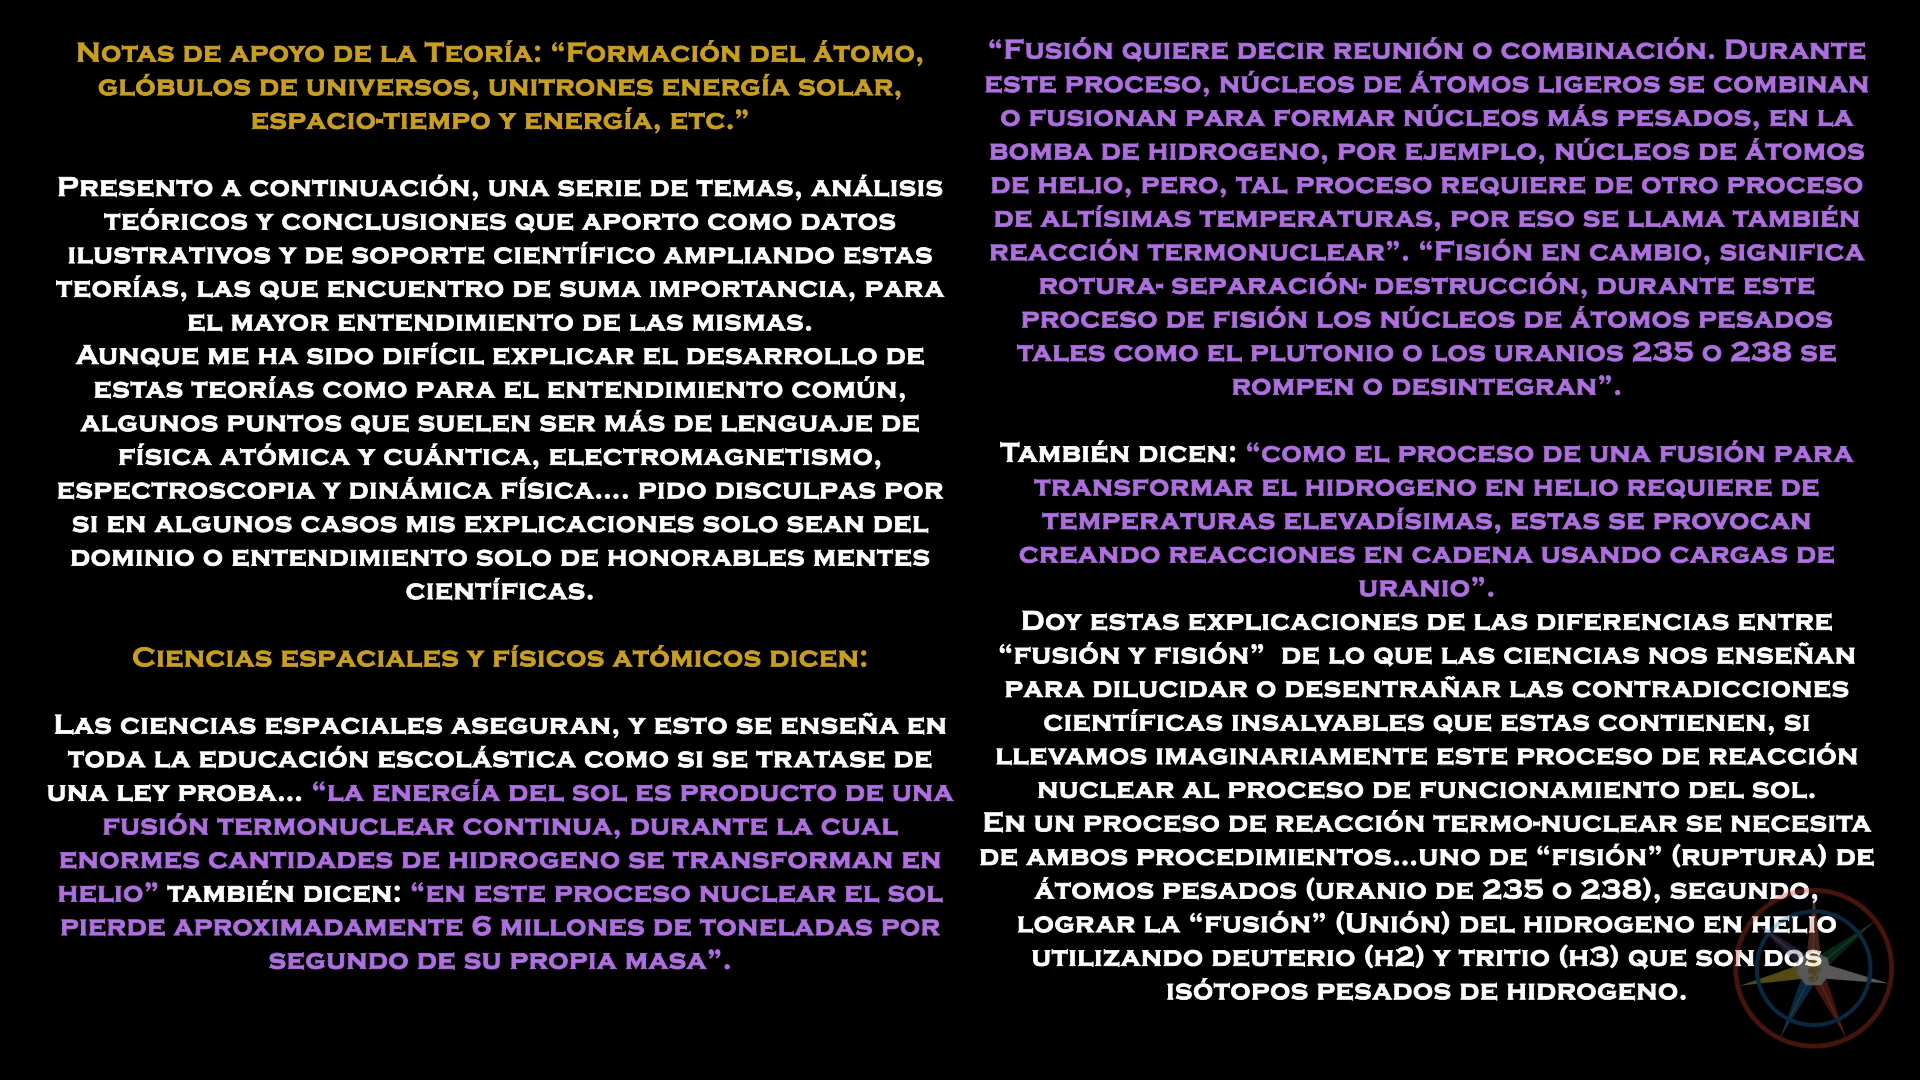 Notas de apoyo de la Teoría: “Formación del átomo,
glóbulos de universos, unitrones energía solar,
espacio-tiempo y energía, etc.”
Presento a continuación, una serie de temas, análisis
teóricos y conclusiones que aporto como datos
ilustrativos y de soporte científico ampliando estas
teorías, las que encuentro de suma importancia, para
el mayor entendimiento de las mismas.
Aunque me ha sido difícil explicar el desarrollo de
estas teorías como para el entendimiento común,
algunos puntos que suelen ser más de lenguaje de
física atómica y cuántica, electromagnetismo,
espectroscopia y dinámica física.... pido disculpas por
si en algunos casos mis explicaciones solo sean del
dominio o entendimiento solo de honorables mentes
científicas.
Ciencias espaciales y físicos atómicos dicen:
Las ciencias espaciales aseguran, y esto se enseña en
toda la educación escolástica como si se tratase de
una ley proba... “la energía del sol es producto de una
fusión termonuclear continua, durante la cual
enormes cantidades de hidrogeno se transforman en
helio” también dicen: “en este proceso nuclear el sol
pierde aproximadamente 6 millones de toneladas por
segundo de su propia masa”.
“Fusión quiere decir reunión o combinación. Durante
este proceso, núcleos de átomos ligeros se combinan
o fusionan para formar núcleos más pesados, en la
bomba de hidrogeno, por ejemplo, núcleos de átomos
de helio, pero, tal proceso requiere de otro proceso
de altísimas temperaturas, por eso se llama también
reacción termonuclear”. “Fisión en cambio, significa
rotura- separación- destrucción, durante este
proceso de fisión los núcleos de átomos pesados
tales como el plutonio o los uranios 235 o 238 se
rompen o desintegran”.
También dicen: “como el proceso de una fusión para
transformar el hidrogeno en helio requiere de
temperaturas elevadísimas, estas se provocan
creando reacciones en cadena usando cargas de
uranio”.
Doy estas explicaciones de las diferencias entre
“fusión y fisión” de lo que las ciencias nos enseñan
para dilucidar o desentrañar las contradicciones
científicas insalvables que estas contienen, si
llevamos imaginariamente este proceso de reacción
nuclear al proceso de funcionamiento del sol.
En un proceso de reacción termo-nuclear se necesita
de ambos procedimientos...uno de “fisión” (ruptura) de
átomos pesados (uranio de 235 o 238), segundo,
lograr la “fusión” (Unión) del hidrogeno en helio
utilizando deuterio (h2) y tritio (h3) que son dos
isótopos pesados de hidrogeno.